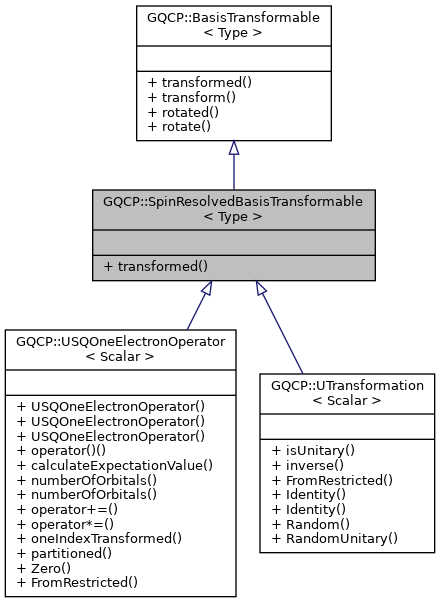 GQCP::BasisTransformable
< Type >
+ transformed()
+ transform()
+ rotated()
+ rotate()
GQCP::SpinResolvedBasisTransformable
< Type >
+ transformed()
GQCP::USQOneElectronOperator
< Scalar >
+ USQOneElectronOperator()
+ USQOneElectronOperator()
+ USQOneElectronOperator()
+ operator()()
+ calculateExpectationValue()
+ numberOfOrbitals()
+ numberOfOrbitals()
+ operator+=()
+ operator*=()
+ oneIndexTransformed()
+ partitioned()
+ Zero()
+ FromRestricted()
GQCP::UTransformation
< Scalar >
+ isUnitary()
+ inverse()
+ FromRestricted()
+ Identity()
+ Identity()
+ Random()
+ RandomUnitary()